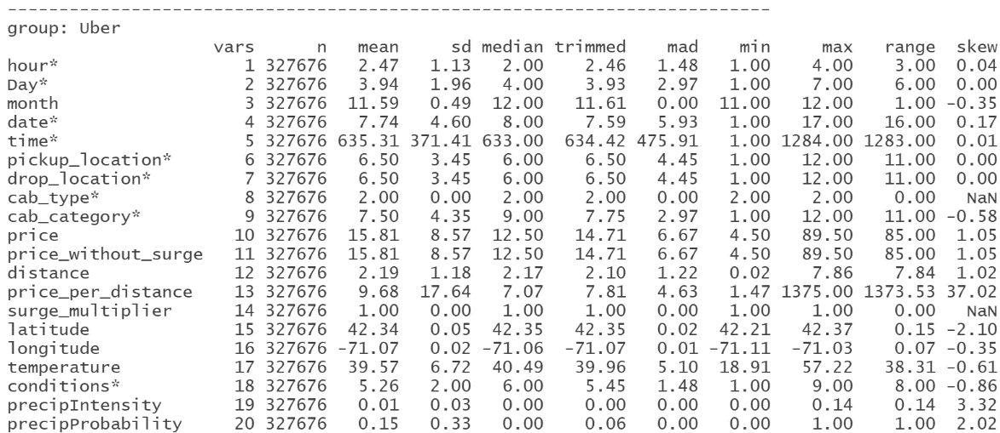 --------------------------------------------------------------------------
group: Uber
                  vars      n   mean     sd median trimmed    mad    min     max   range  skew
hour*                1 327676   2.47   1.13   2.00    2.46   1.48   1.00    4.00    3.00  0.04
Day*                 2 327676   3.94   1.96   4.00    3.93   2.97   1.00    7.00    6.00  0.00
month                3 327676  11.59   0.49  12.00   11.61   0.00  11.00   12.00    1.00 -0.35
date*                4 327676   7.74   4.60   8.00    7.59   5.93   1.00   17.00   16.00  0.17
time*                5 327676 635.31 371.41 633.00  634.42 475.91   1.00 1284.00 1283.00  0.01
pickup_location*     6 327676   6.50   3.45   6.00    6.50   4.45   1.00   12.00   11.00  0.00
drop_location*       7 327676   6.50   3.45   6.00    6.50   4.45   1.00   12.00   11.00  0.00
cab_type*            8 327676   2.00   0.00   2.00    2.00   0.00   2.00    2.00    0.00   NaN
cab_category*        9 327676   7.50   4.35   9.00    7.75   2.97   1.00   12.00   11.00 -0.58
price               10 327676  15.81   8.57  12.50   14.71   6.67   4.50   89.50   85.00  1.05
price_without_surge 11 327676  15.81   8.57  12.50   14.71   6.67   4.50   89.50   85.00  1.05
distance            12 327676   2.19   1.18   2.17    2.10   1.22   0.02    7.86    7.84  1.02
price_per_distance  13 327676   9.68  17.64   7.07    7.81   4.63   1.47 1375.00 1373.53 37.02
surge_multiplier    14 327676   1.00   0.00   1.00    1.00   0.00   1.00    1.00    0.00   NaN
latitude            15 327676  42.34   0.05  42.35   42.35   0.02  42.21   42.37    0.15 -2.10
longitude           16 327676 -71.07   0.02 -71.06  -71.07   0.01 -71.11  -71.03    0.07 -0.35
temperature         17 327676  39.57   6.72  40.49   39.96   5.10  18.91   57.22   38.31 -0.61
conditions*         18 327676   5.26   2.00   6.00    5.45   1.48   1.00    9.00    8.00 -0.86
precipIntensity     19 327676   0.01   0.03   0.00    0.00   0.00   0.00    0.14    0.14  3.32
precipProbability   20 327676   0.15   0.33   0.00    0.06   0.00   0.00    1.00    1.00  2.02